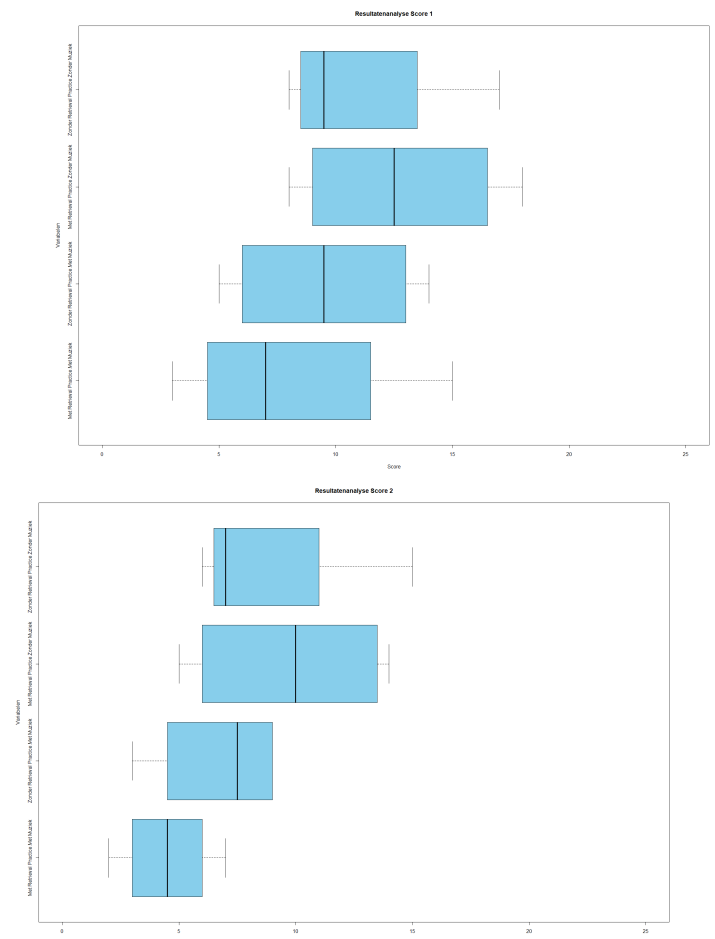 Resultatenanalyse Score 1
Variabelen
Zonder Retrieval Practice Zonder Muziek
Met Retrieval Practice Zonder Muziek
Zonder Retrieval Practice Met Muziek
Met Retrieval Practice Met Muziek
0 5 10 15 20 25
Score
Resultatenanalyse Score 2
Variabelen
Zonder Retrieval Practice Zonder Muziek
Met Retrieval Practice Zonder Muziek
Zonder Retrieval Practice Met Muziek
Met Retrieval Practice Met Muziek
0 5 10 15 20 25